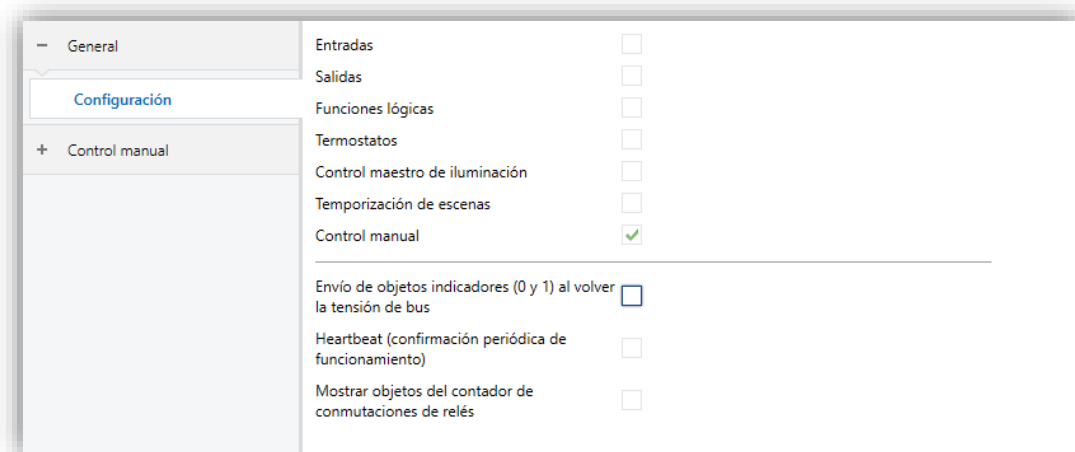 General
Configuración
Control manual
Entradas
Salidas
Funciones lógicas
Termostatos
Control maestro de iluminación
Temporización de escenas
Control manual
Envío de objetos indicadores (0 y 1) al volver
la tensión de bus
Heartbeat (confirmación periódica de
funcionamiento)
Mostrar objetos del contador de
conmutaciones de relés